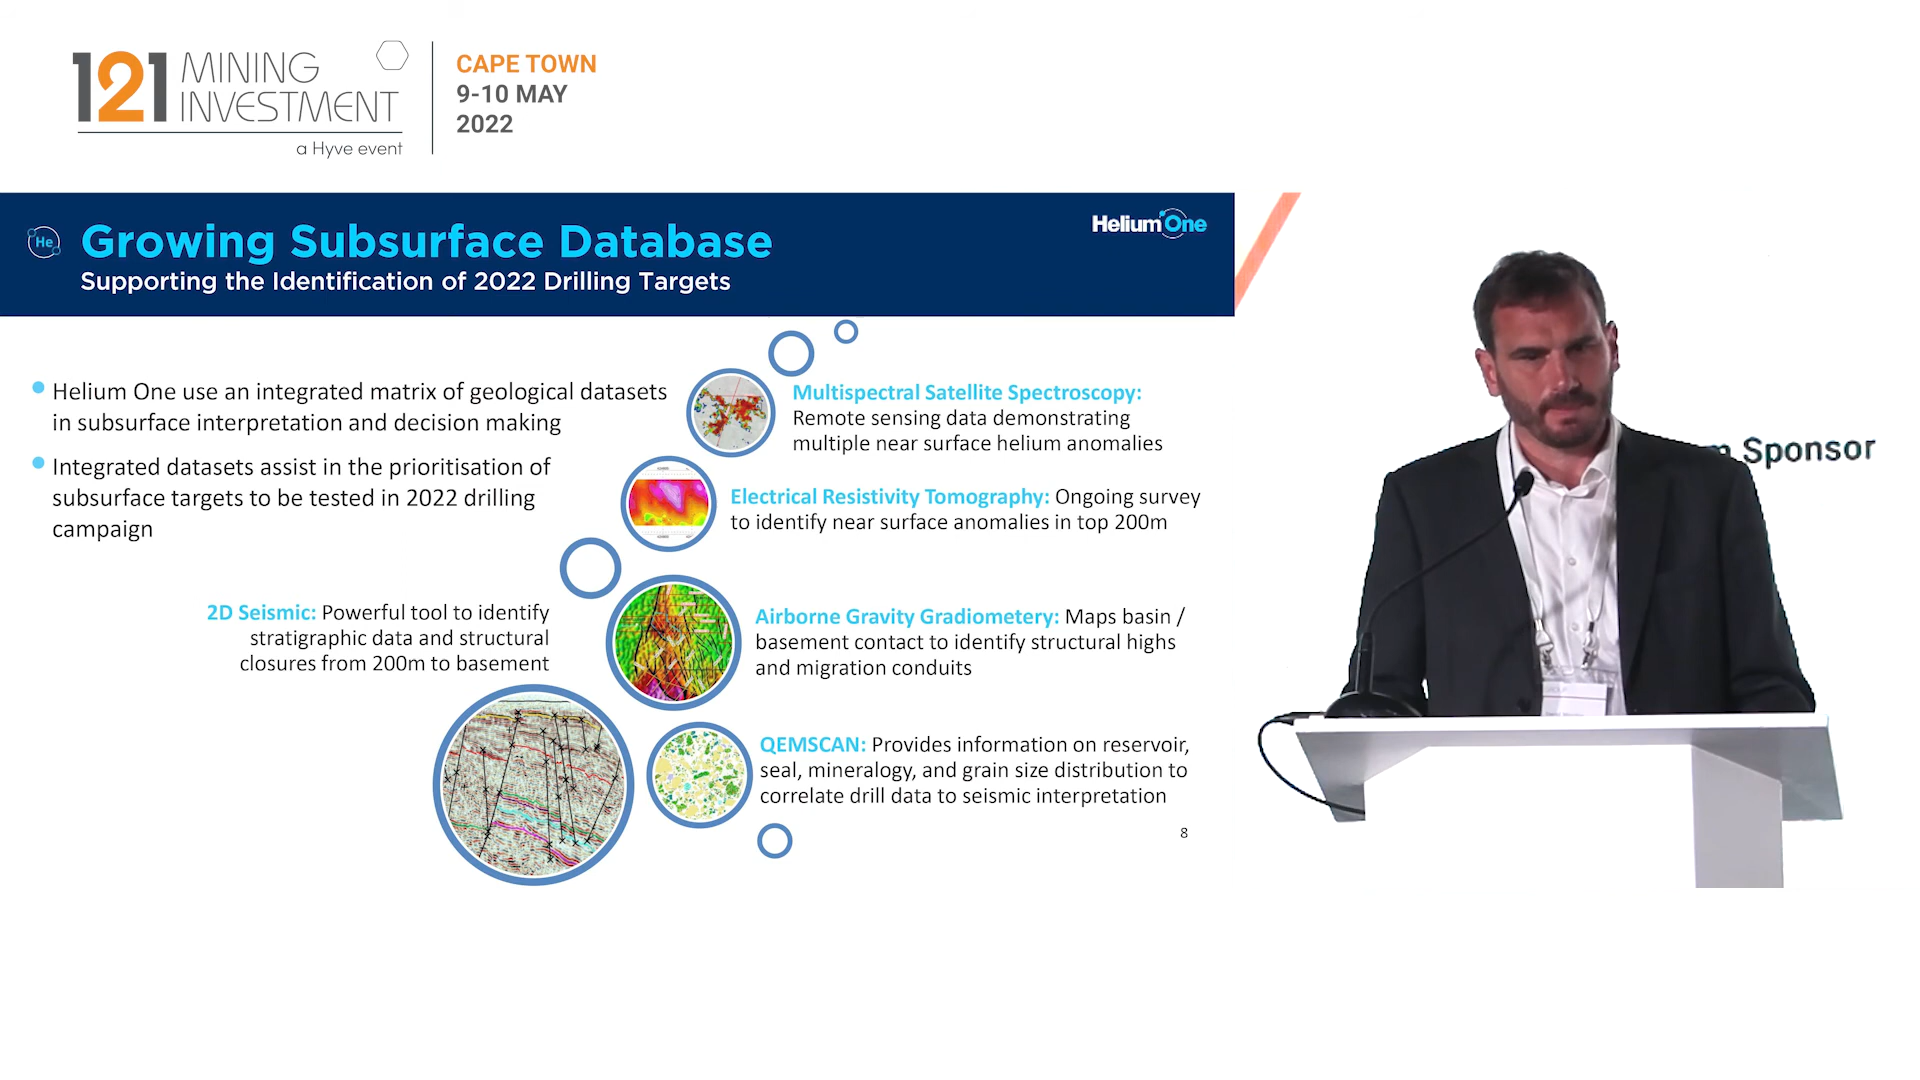 121 MINING INVESTMENT
a Hyve event
CAPE TOWN
9-10 MAY
2022
He
Growing Subsurface Database
Supporting the Identification of 2022 Drilling Targets
Helium One
Helium One use an integrated matrix of geological datasets
in subsurface interpretation and decision making
Integrated datasets assist in the prioritisation of
subsurface targets to be tested in 2022 drilling
campaign
Multispectral Satellite Spectroscopy:
Remote sensing data demonstrating
multiple near surface helium anomalies
Electrical Resistivity Tomography: Ongoing survey
to identify near surface anomalies in top 200m
2D Seismic: Powerful tool to identify
stratigraphic data and structural
closures from 200m to basement
Airborne Gravity Gradiometery: Maps basin /
basement contact to identify structural highs
and migration conduits
QEMSCAN: Provides information on reservoir,
seal, mineralogy, and grain size distribution to
correlate drill data to seismic interpretation
8
Sponsor